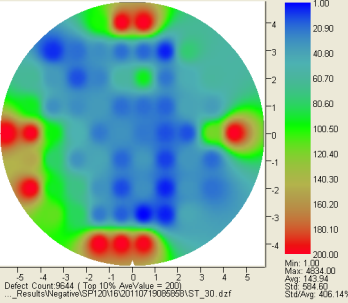 1.00
20.90
40.80
60.70
80.60
100.50
120.40
140.30
160.20
180.10
200.00
4
3
2
1
0
-1
-2
-3
-4
-5 -4 -3 -2 -1 0 1 2 3 4 5
Min: 1.00
Max: 4834.00
Avg: 143.94
Std: 584.60
Std/Avg: 406.14%
Defect Count:9644 ( Top 10% AveValue = 200)
..._Results\Negative\SP120\16\2011071908585B\ST_30.dzf